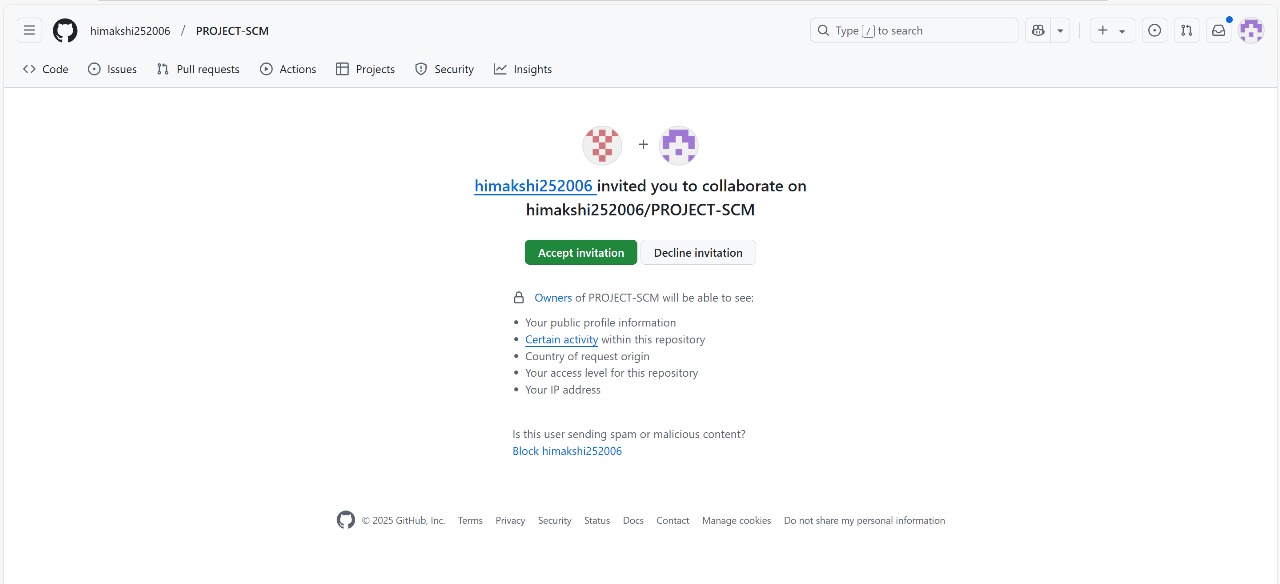 himakshi252006 / PROJECT-SCM
Type / to search
Code Issues Pull requests Actions Projects Security Insights
himakshi252006 invited you to collaborate on
himakshi252006/PROJECT-SCM
Accept invitation Decline invitation
Owners of PROJECT-SCM will be able to see:
• Your public profile information
• Certain activity within this repository
• Country of request origin
• Your access level for this repository
• Your IP address
Is this user sending spam or malicious content?
Block himakshi252006
© 2025 GitHub, Inc. Terms Privacy Security Status Docs Contact Manage cookies Do not share my personal information